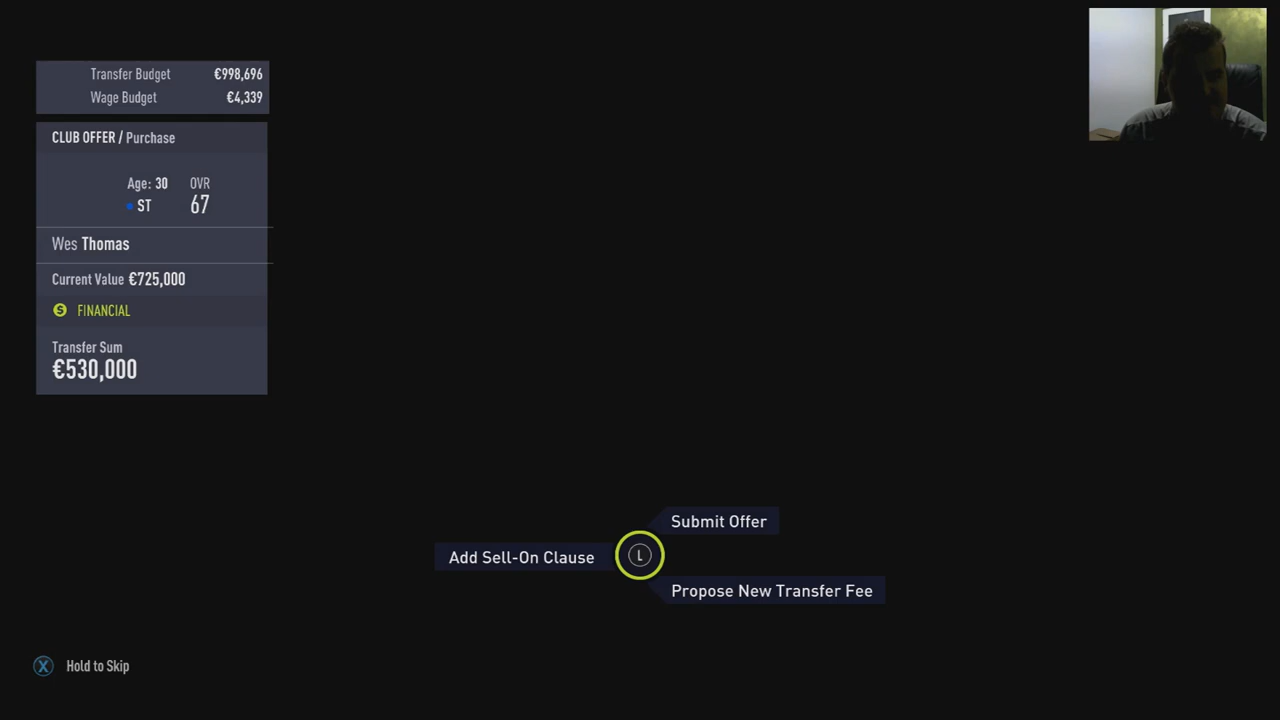 Transfer Budget €998,696
Wage Budget €4,339
CLUB OFFER / Purchase
Age: 30 OVR
ST 67
Wes Thomas
Current Value €725,000
$ FINANCIAL
Transfer Sum
€530,000
Submit Offer
Add Sell-On Clause L
Propose New Transfer Fee
X Hold to Skip